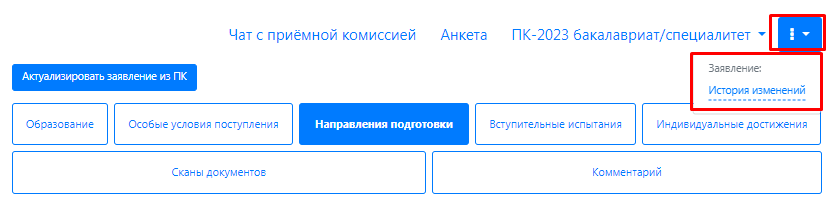 Чат с приёмной комиссией Анкета ПК-2023 бакалавриат/специалитет
Актуализировать заявление из ПК
Заявление:
История изменений
Образование Особые условия поступления Направления подготовки Вступительные испытания Индивидуальные достижения
Сканы документов Комментарий